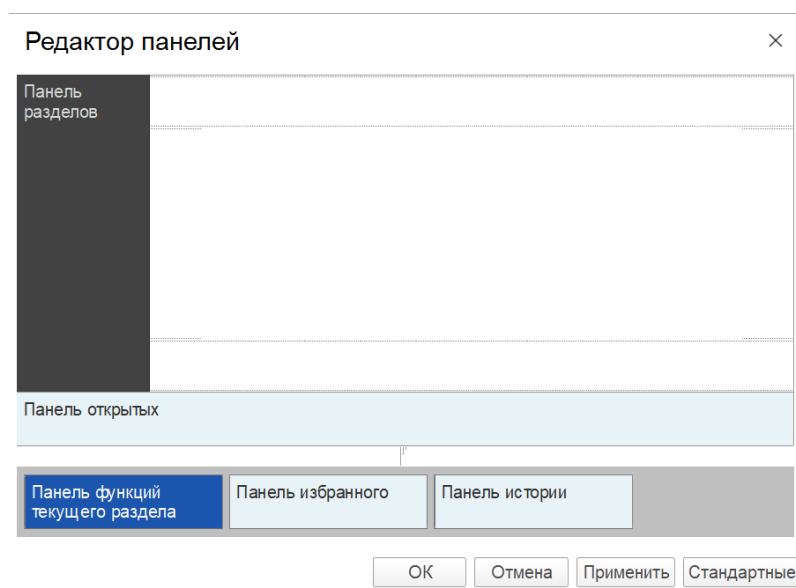 Редактор панелей
Панель
разделов
Панель открытых
Панель функций
текущего раздела
Панель избранного
Панель истории
ОК
Отмена
Применить
Стандартные